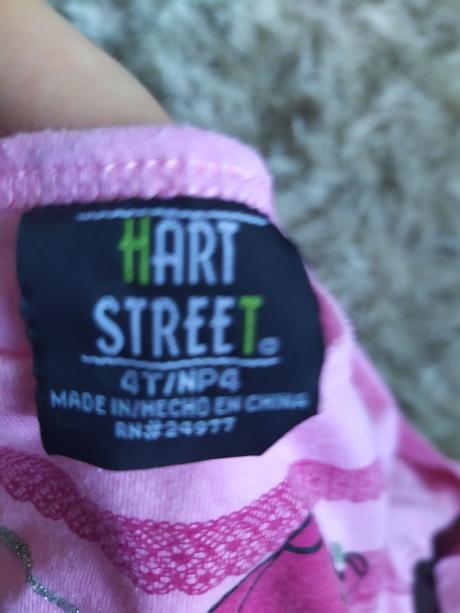 HART
STREET
4T/NP4
MADE IN/HECHO EN CHINA
RN#24977